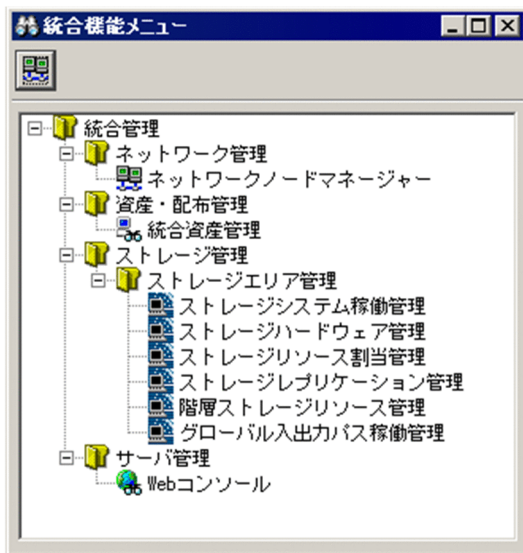 統合機能メニュー
統合管理
ネットワーク管理
ネットワークノードマネージャー
資産・配布管理
統合資産管理
ストレージ管理
ストレージエリア管理
ストレージシステム稼働管理
ストレージハードウェア管理
ストレージリソース割当管理
ストレージレプリケーション管理
階層ストレージリソース管理
グローバル入出力パス稼働管理
サーバ管理
Webコンソール